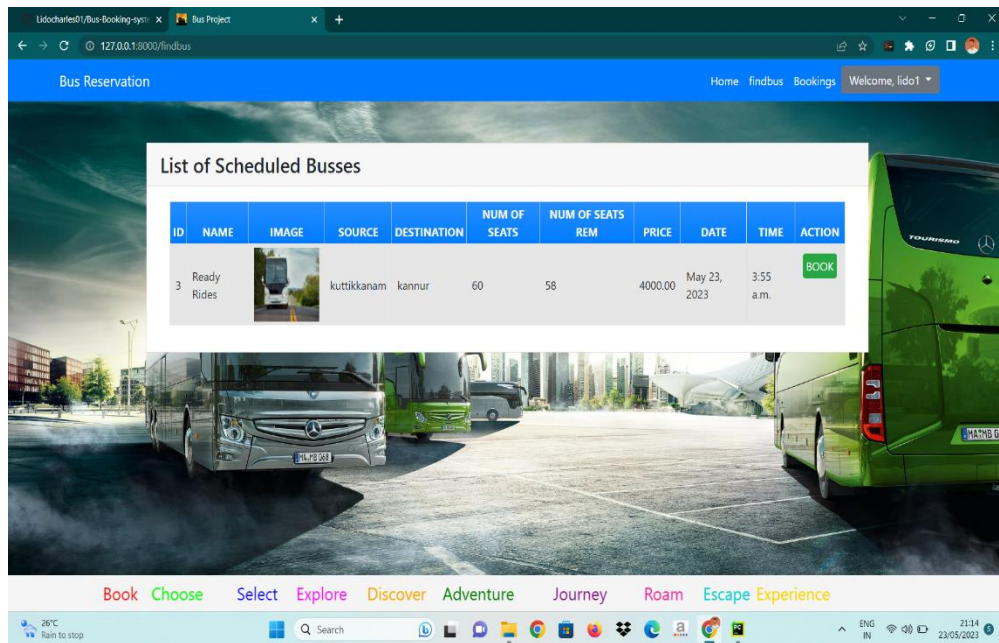 Lidocharles01/Bus-Booking-syste
Bus Project
127.0.0.1:8000/findbus
Bus Reservation
Home findbus Bookings Welcome, lido1
List of Scheduled Busses
ID NAME IMAGE SOURCE DESTINATION NUM OF SEATS NUM OF SEATS REM PRICE DATE TIME ACTION
3 Ready Rides kuttikkanam kannur 60 58 4000.00 May 23, 2023 3:55 a.m. BOOK
TOURISMO
Book Choose Select Explore Discover Adventure Journey Roam Escape Experience
26°C
Rain to stop
Search
ENG
IN
21:14
23/05/2023